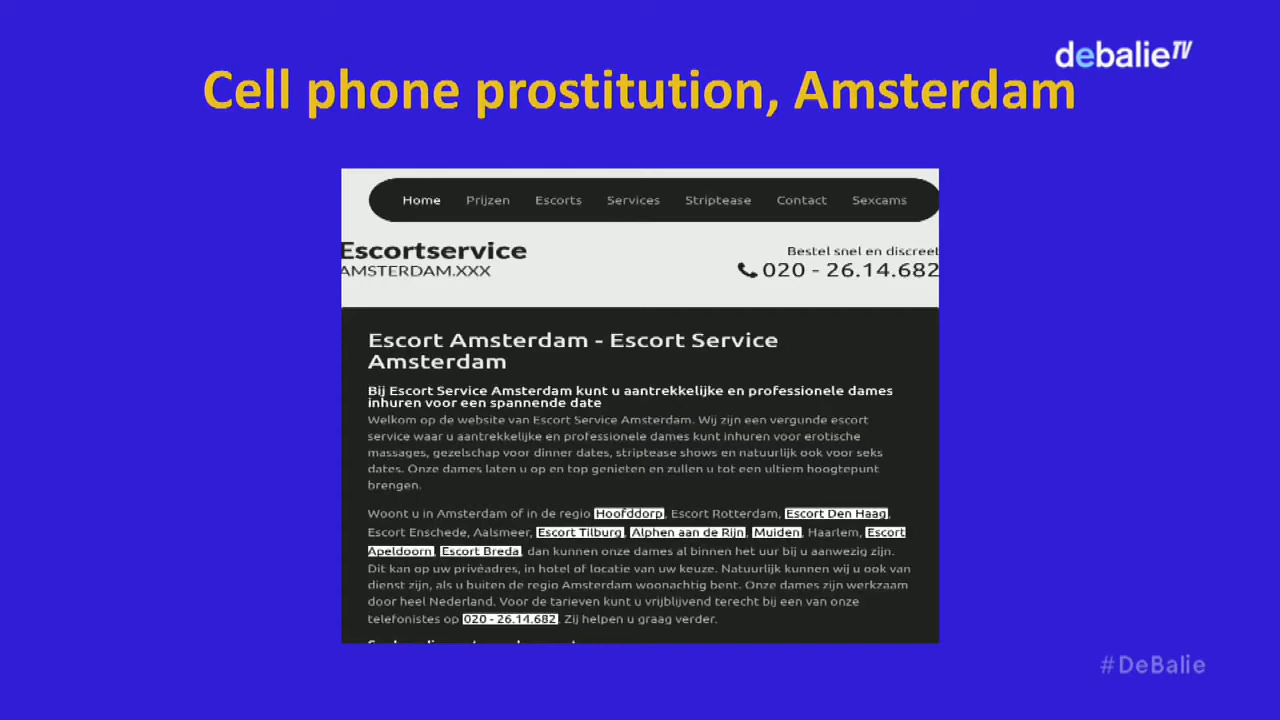 debalieTV
Cell phone prostitution, Amsterdam
Home Prijzen Escorts Services Striptease Contact Sexcams
Escortservice
AMSTERDAM.XXX
Bestel snel en discreet
020 - 26.14.682
Escort Amsterdam - Escort Service
Amsterdam
Bij Escort Service Amsterdam kunt u aantrekkelijke en professionele dames
inhuren voor een spannende date
Welkom op de website van Escort Service Amsterdam. Wij zijn een vergunde escort
service waar u aantrekkelijke en professionele dames kunt inhuren voor erotische
massages, gezelschap voor dinner dates, striptease shows en natuurlijk ook voor seks
dates. Onze dames laten u op en top genieten en zullen u tot een ultiem hoogtepunt
brengen.
Woont u in Amsterdam of in de regio Hoofddorp, Escort Rotterdam, Escort Den Haag,
Escort Enschede, Aalsmeer, Escort Tilburg, Alphen aan de Rijn, Muiden, Haarlem, Escort
Apeldoorn, Escort Breda, dan kunnen onze dames al binnen het uur bij u aanwezig zijn.
Dit kan op uw privéadres, in hotel of locatie van uw keuze. Natuurlijk kunnen wij u ook van
dienst zijn, als u buiten de regio Amsterdam woonachtig bent. Onze dames zijn werkzaam
door heel Nederland. Voor de tarieven kunt u vrijblijvend terecht bij een van onze
telefonistes op 020 - 26.14.682. Zij helpen u graag verder.
#DeBalie